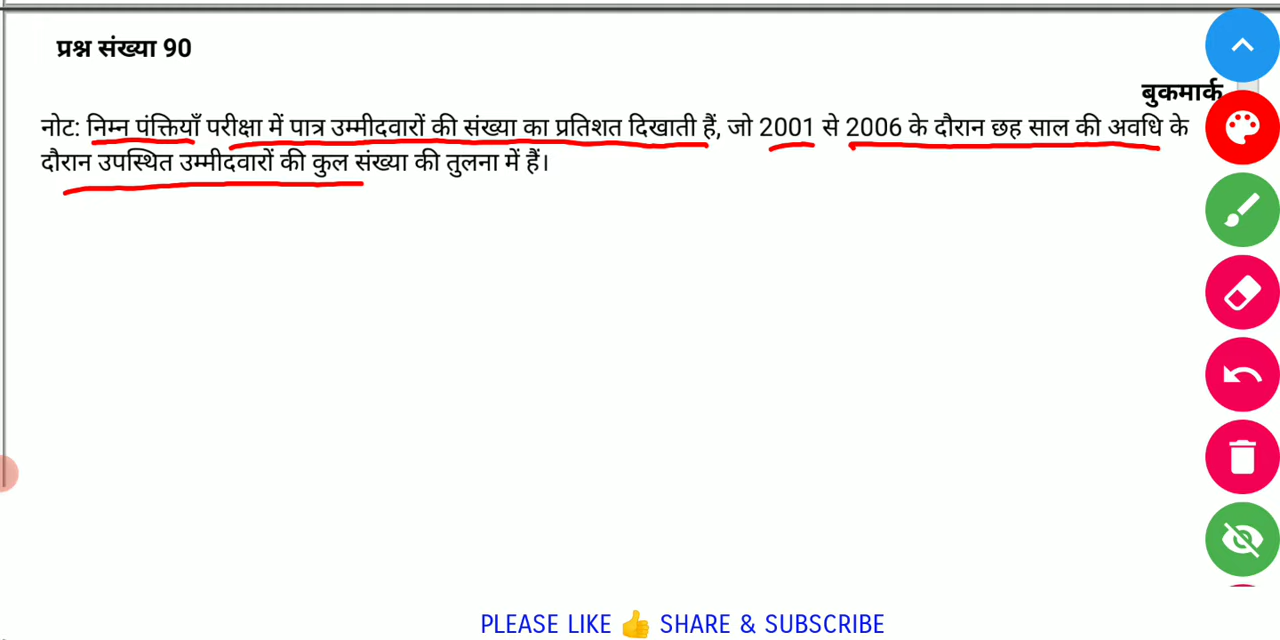 प्रश्न संख्या 90
बुकमार्क
नोट: निम्न पंक्तियाँ परीक्षा में पात्र उम्मीदवारों की संख्या का प्रतिशत दिखाती हैं, जो 2001 से 2006 के दौरान छह साल की अवधि के
दौरान उपस्थित उम्मीदवारों की कुल संख्या की तुलना में हैं।
PLEASE LIKE 👍 SHARE & SUBSCRIBE